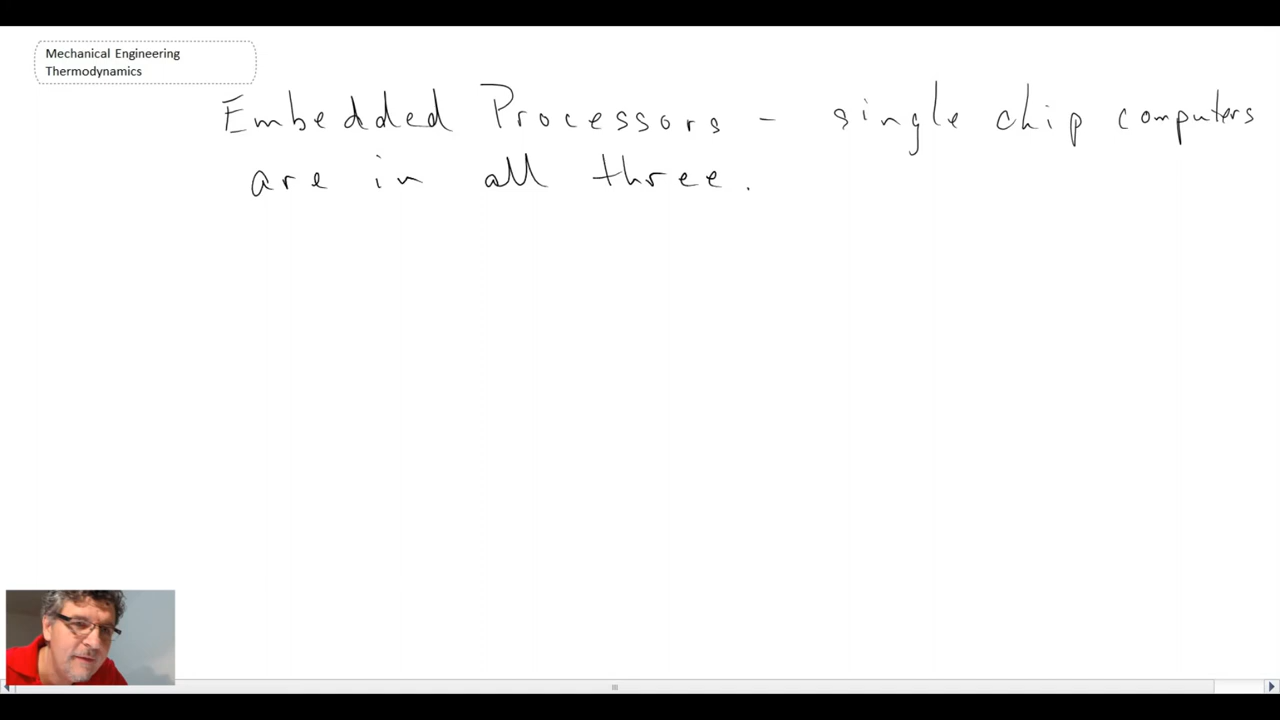 Mechanical Engineering
Thermodynamics
Embedded Processors - single chip computers
are in all three.